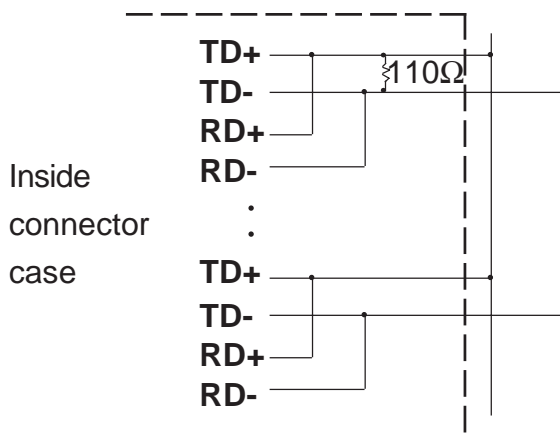 TD+
110Ω
TD-
RD+
RD-
Inside
connector
case
:
TD+
TD-
RD+
RD-